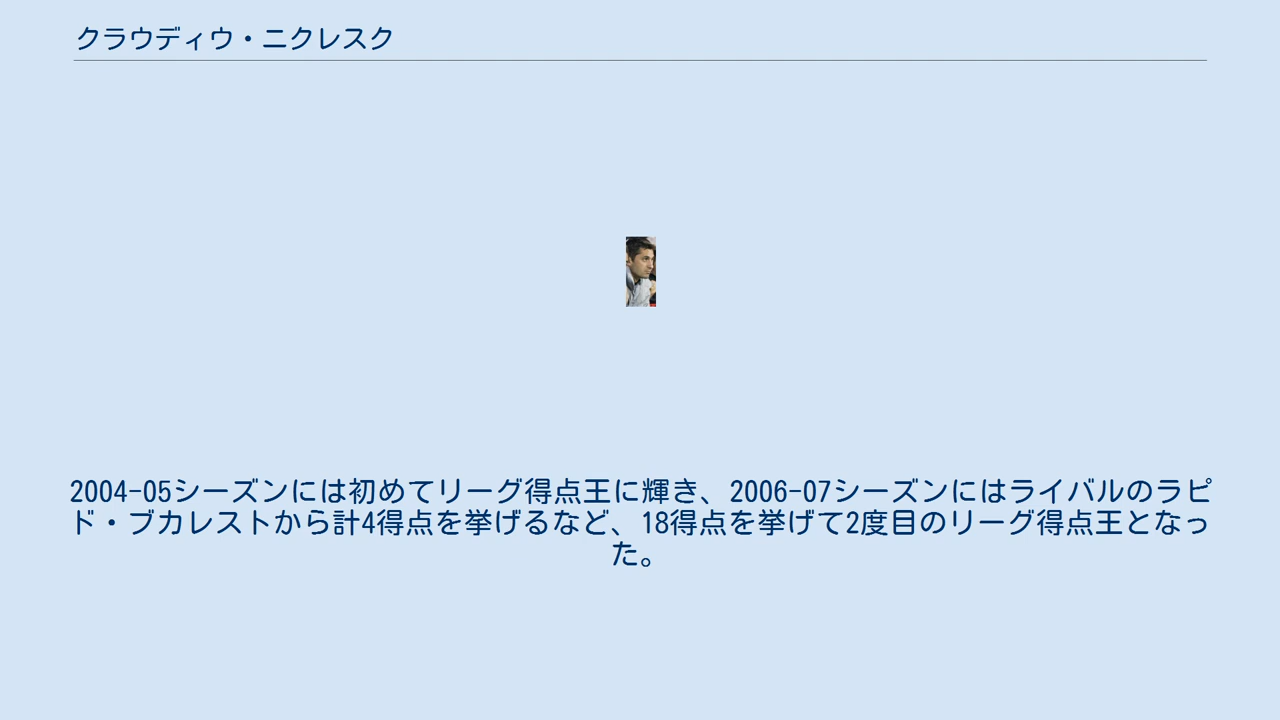 クラウディウ・ニクレスク
2004-05シーズンには初めてリーグ得点王に輝き、2006-07シーズンにはライバルのラピ
ド・ブカレストから計4得点を挙げるなど、18得点を挙げて2度目のリーグ得点王となっ
た。